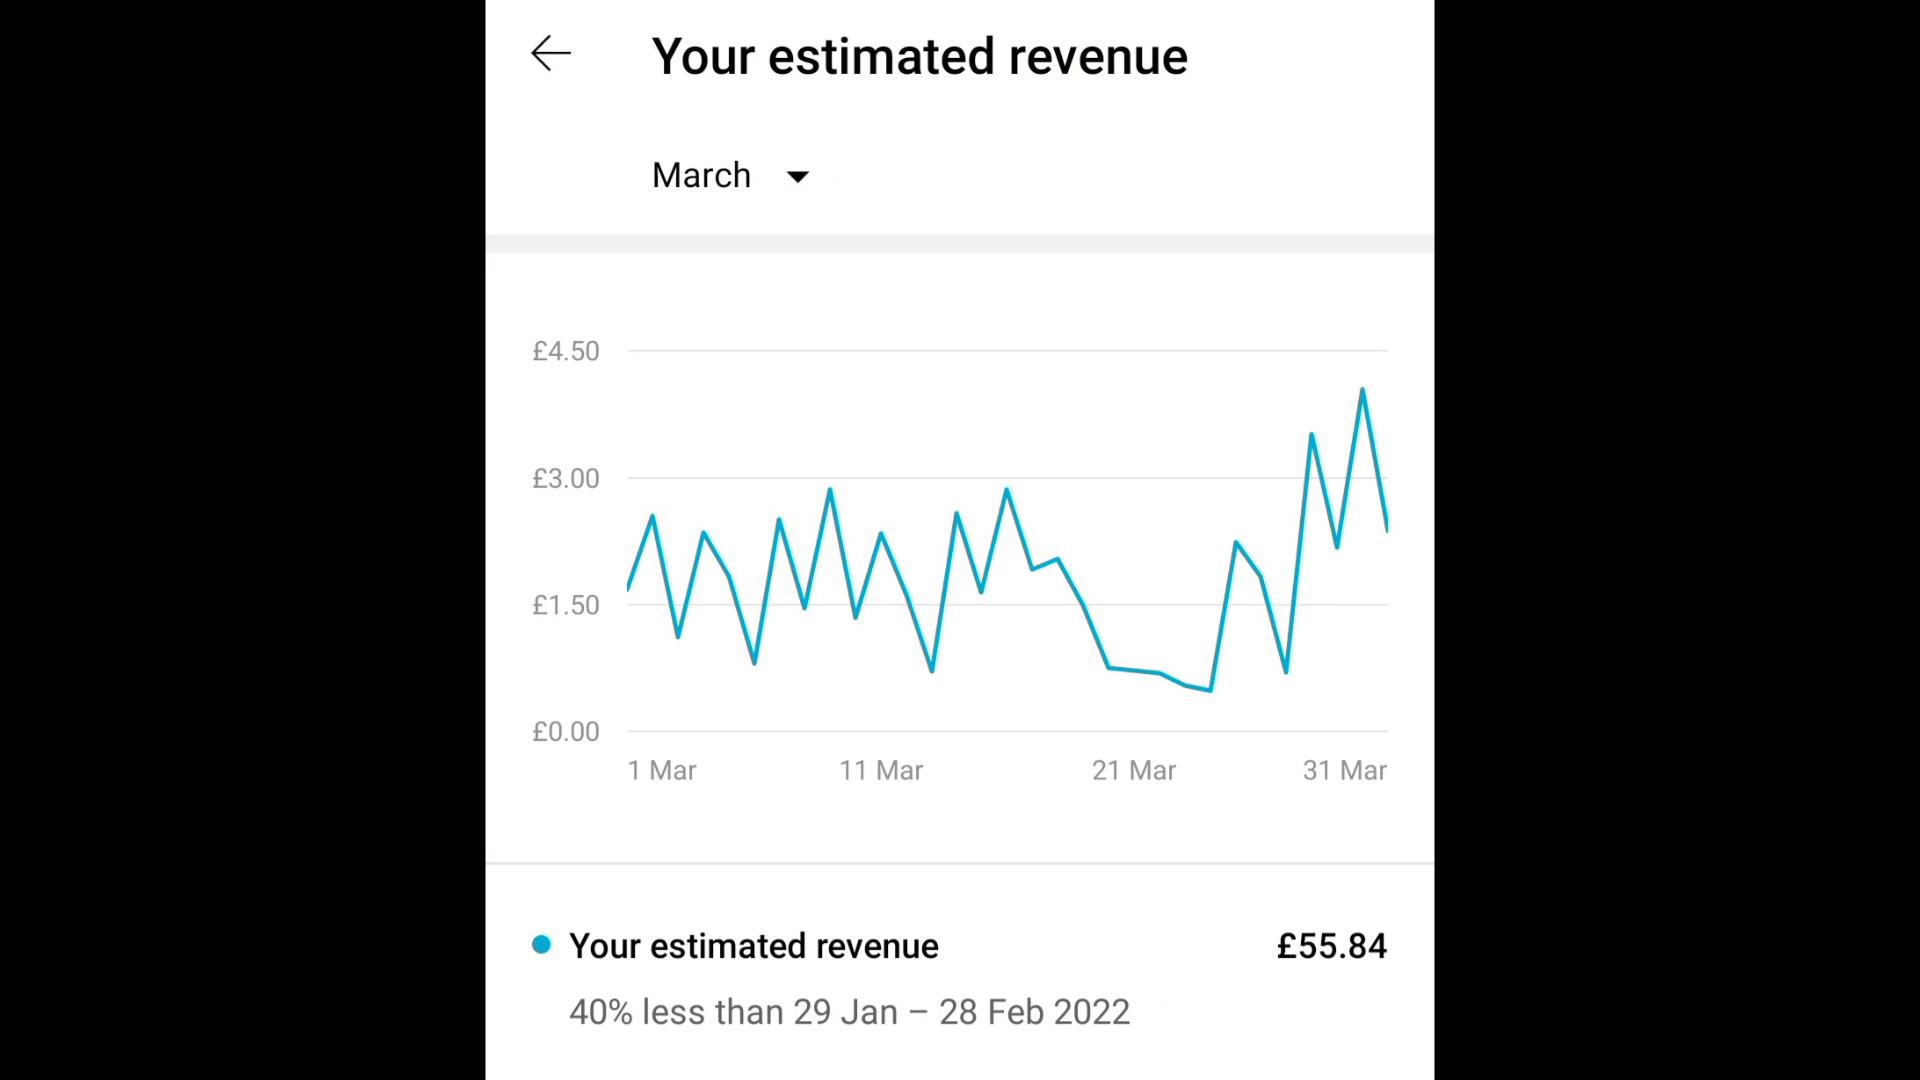 Your estimated revenue
March
£4.50
£3.00
£1.50
£0.00
1 Mar 11 Mar 21 Mar 31 Mar
Your estimated revenue £55.84
40% less than 29 Jan – 28 Feb 2022